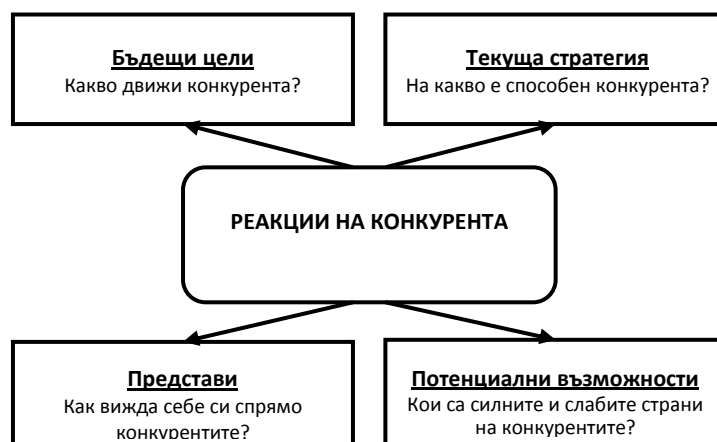 Бъдещи цели
Какво движи конкурента?
Текуща стратегия
На какво е способен конкурента?
РЕАКЦИИ НА КОНКУРЕНТА
Представи
Как вижда себе си спрямо
конкурентите?
Потенциални възможности
Кои са силните и слабите страни
на конкурентите?